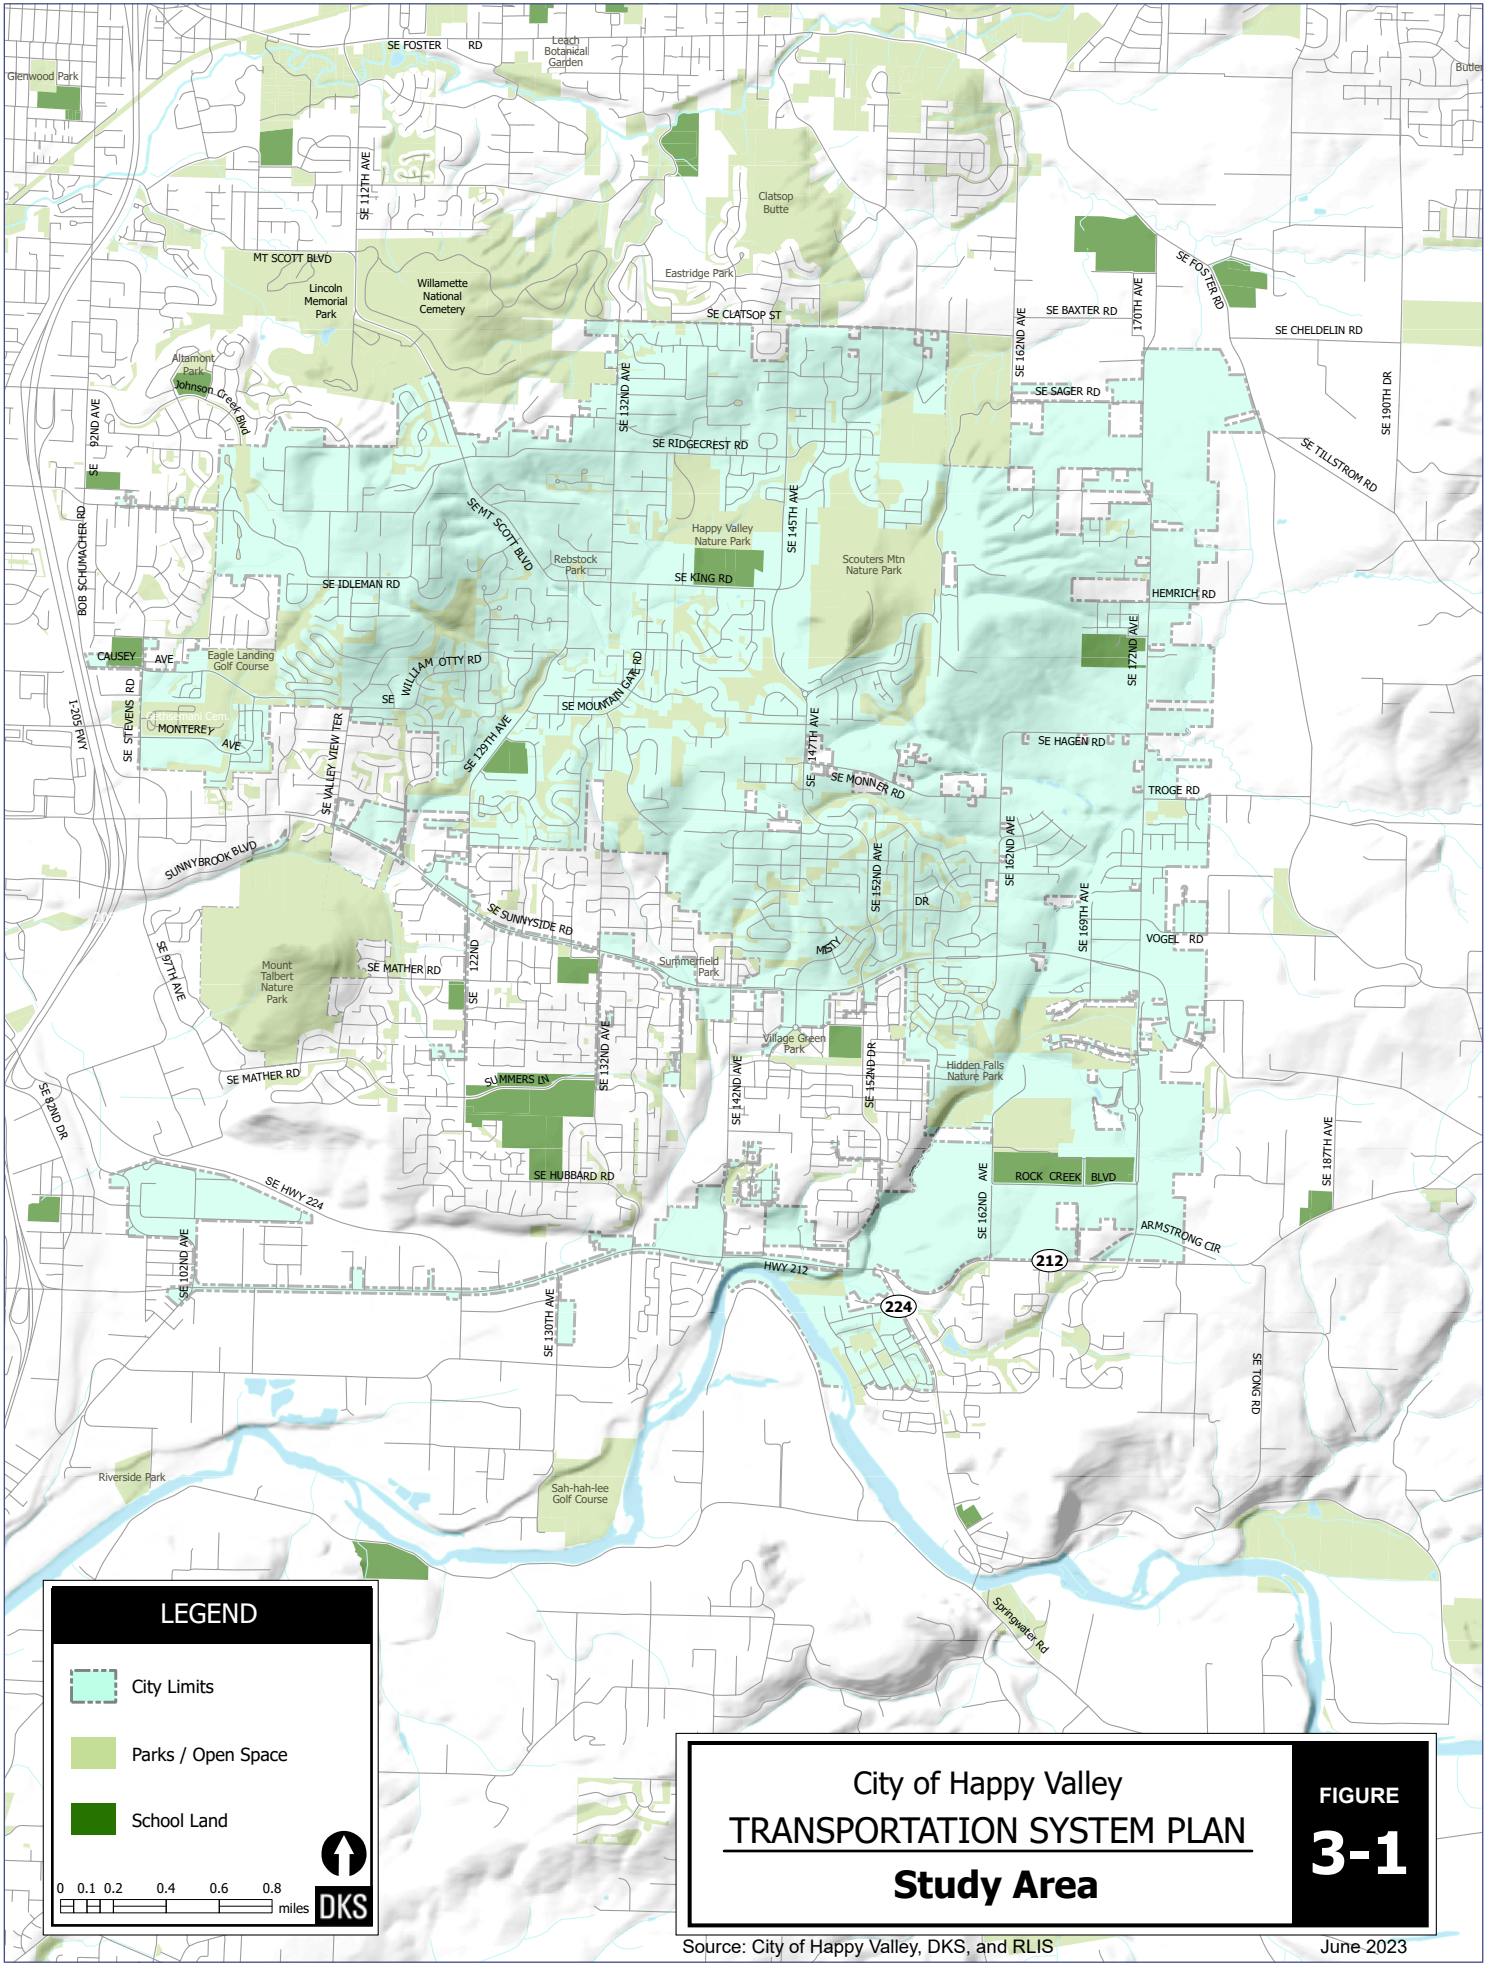 SE FOSTER RD
Leach
Botanical
Garden
Glenwood Park
Butler
SE 112TH AVE
Clatsop
Butte
MT SCOTT BLVD
Lincoln
Memorial
Park
Willamette
National
Cemetery
Eastridge Park
SE CLATSOP ST
SE FOSTER RD
170TH AVE
SE BAXTER RD
SE 162ND AVE
SE CHELDELIN RD
Altamont
Park
Johnson Creek Blvd
SE 132ND AVE
SE SAGER RD
SE 190TH DR
SE 92ND AVE
SE RIDGECREST RD
SE TILLSTROM RD
SE MT SCOTT BLVD
SE 145TH AVE
Happy Valley
Nature Park
BOB SCHUMACHER RD
Rebstock
Park
Scouters Mtn
Nature Park
SE IDLEMAN RD
SE KING RD
HEMRICH RD
SE 172ND AVE
CAUSEY AVE
Eagle Landing
Golf Course
SE WILLIAM OTTY RD
SE MOUNTAIN GATE RD
I-205 FWY
SE STEVENS RD
Gethsemani Cem.
MONTEREY AVE
SE VALLEY VIEW TER
SE 129TH AVE
SE 147TH AVE
SE HAGEN RD
SE MONNER RD
TROGE RD
SUNNYBROOK BLVD
SE 152ND AVE
SE 162ND AVE
SE SUNNYSIDE RD
MISTY DR
SE 169TH AVE
VOGEL RD
SE 97TH AVE
Mount
Talbert
Nature
Park
SE MATHER RD
SE 122ND
Summerfield
Park
SE 132ND AVE
Village Green
Park
SE 142ND AVE
SE 152ND DR
Hidden Falls
Nature Park
SE MATHER RD
SUMMERS LN
SE 82ND DR
SE 187TH AVE
SE HUBBARD RD
SE 162ND AVE
ROCK CREEK BLVD
SE HWY 224
SE 102ND AVE
ARMSTRONG CIR
HWY 212
212
224
SE 130TH AVE
SE TONG RD
Riverside Park
Sah-hah-lee
Golf Course
Springwater Rd
LEGEND
City Limits
Parks / Open Space
School Land
0 0.1 0.2 0.4 0.6 0.8
miles
DKS
City of Happy Valley
TRANSPORTATION SYSTEM PLAN
Study Area
FIGURE
3-1
Source: City of Happy Valley, DKS, and RLIS
June 2023